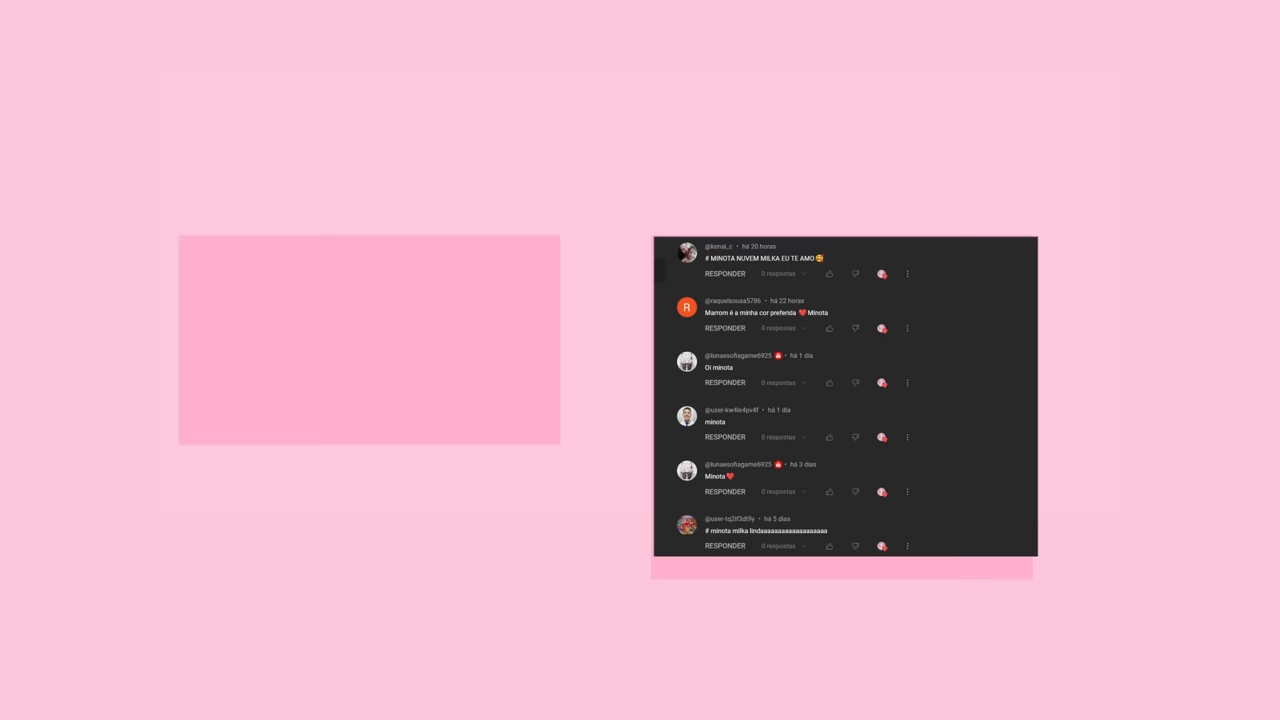 @kenai_c • há 20 horas
# MINOTA NUVEM MILKA EU TE AMO🥰
RESPONDER 0 respostas
R
@raquelsousa5786 • há 22 horas
Marrom é a minha cor preferida ❤️Minota
RESPONDER 0 respostas
@lunaesofiagame6925 • há 1 dia
Oi minota
RESPONDER 0 respostas
@user-kw4le4pv4f • há 1 dia
minota
RESPONDER 0 respostas
@lunaesofiagame6925 • há 3 dias
Minota❤️
RESPONDER 0 respostas
@user-tq2if3dt9y • há 5 dias
# minota milka lindaaaaaaaaaaaaaaaaaaa
RESPONDER 0 respostas